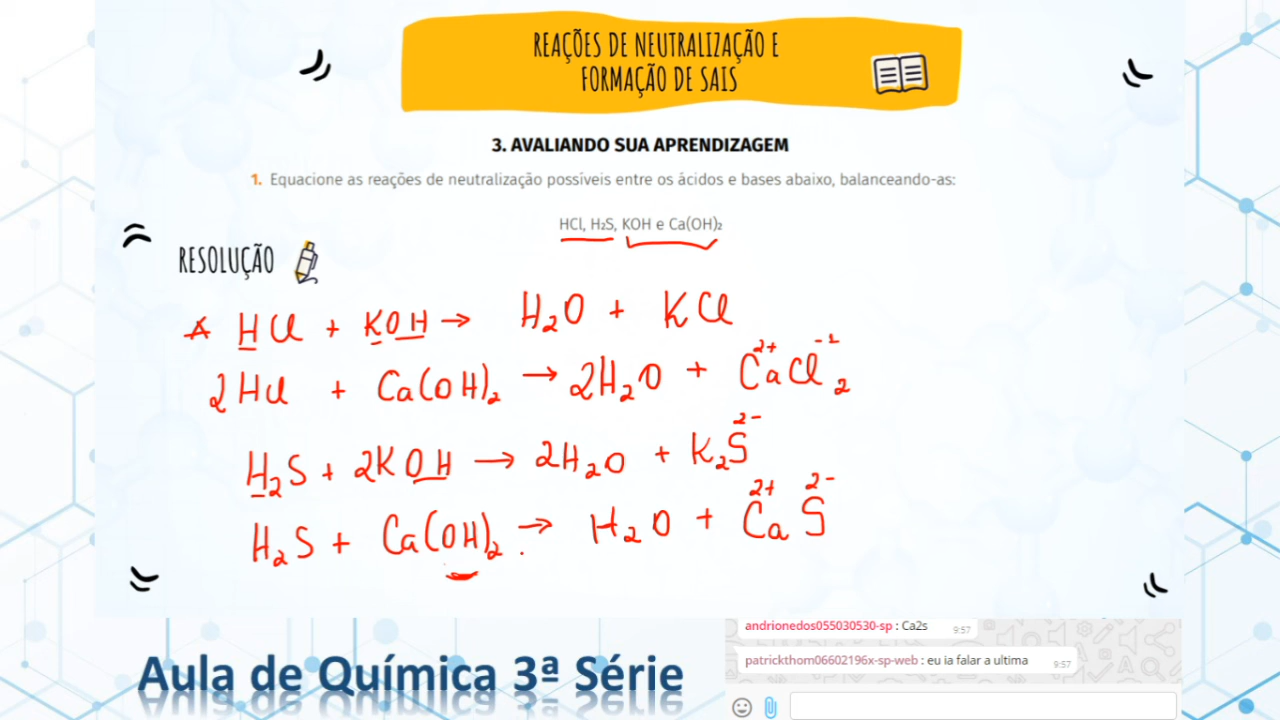 REAÇÕES DE NEUTRALIZAÇÃO E
FORMAÇÃO DE SAIS
3. AVALIANDO SUA APRENDIZAGEM
1. Equacione as reações de neutralização possíveis entre os ácidos e bases abaixo, balanceando-as:
HCl, H₂S, KOH e Ca(OH)₂
RESOLUÇÃO
HCl + KOH → H₂O + KCl
2HCl + Ca(OH)₂ → 2H₂O + Ca²⁺Cl⁻¹₂
H₂S + 2KOH → 2H₂O + K₂S²⁻
H₂S + Ca(OH)₂ → H₂O + Ca²⁺S²⁻
andrionedos055030530-sp : Ca2s 9:57
patrickthom06602196x-sp-web : eu ia falar a ultima 9:57
Aula de Química 3ª Série